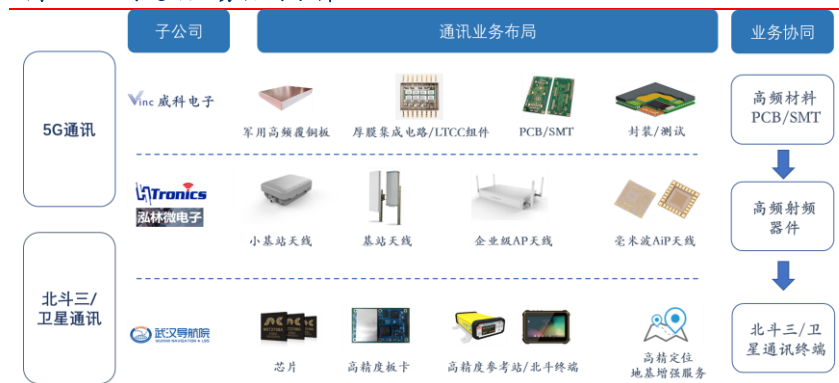 子公司
通讯业务布局
业务协同
5G通讯
Vinc 威科电子
军用高频覆铜板
厚膜集成电路/LTCC组件
PCB/SMT
封装/测试
高频材料
PCB/SMT
Tronics
泓林微电子
小基站天线
基站天线
企业级AP天线
毫米波AiP天线
高频射频
器件
北斗三/
卫星通讯
武汉导航院
芯片
高精度板卡
高精度参考站/北斗终端
高精定位
地基增强服务
北斗三/卫
星通讯终端